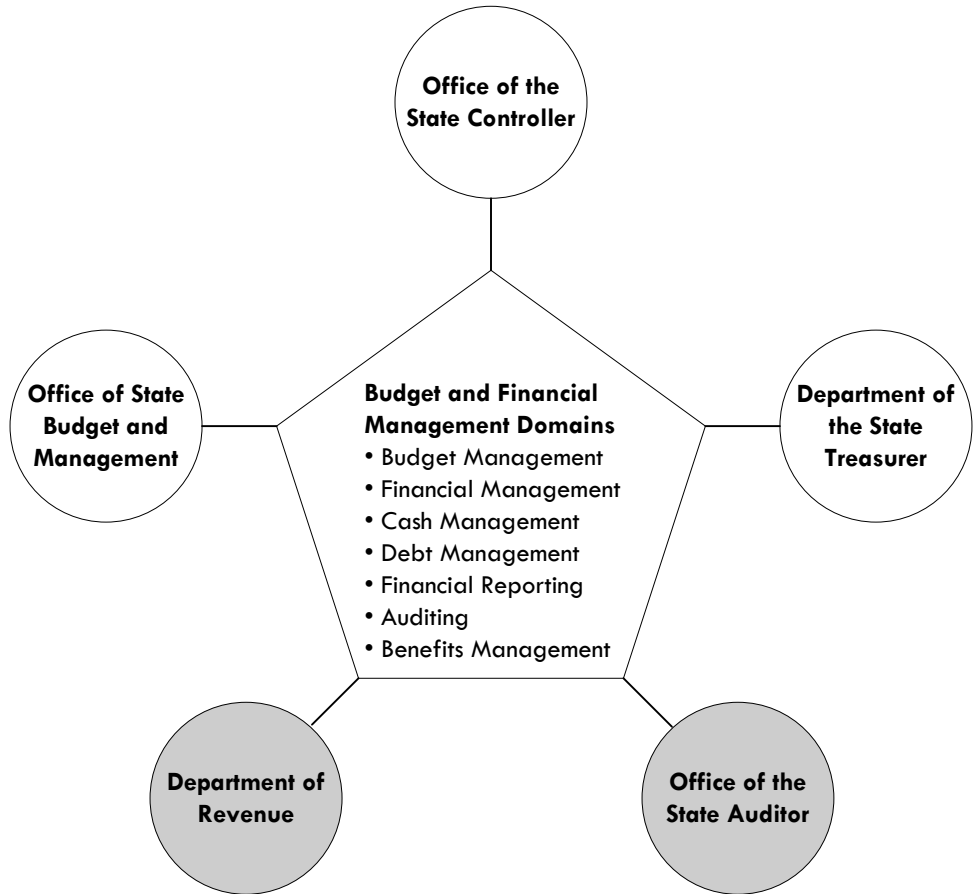 Office of the
State Controller
Office of State
Budget and
Management
Budget and Financial
Management Domains
• Budget Management
• Financial Management
• Cash Management
• Debt Management
• Financial Reporting
• Auditing
• Benefits Management
Department of
the State
Treasurer
Department of
Revenue
Office of the
State Auditor